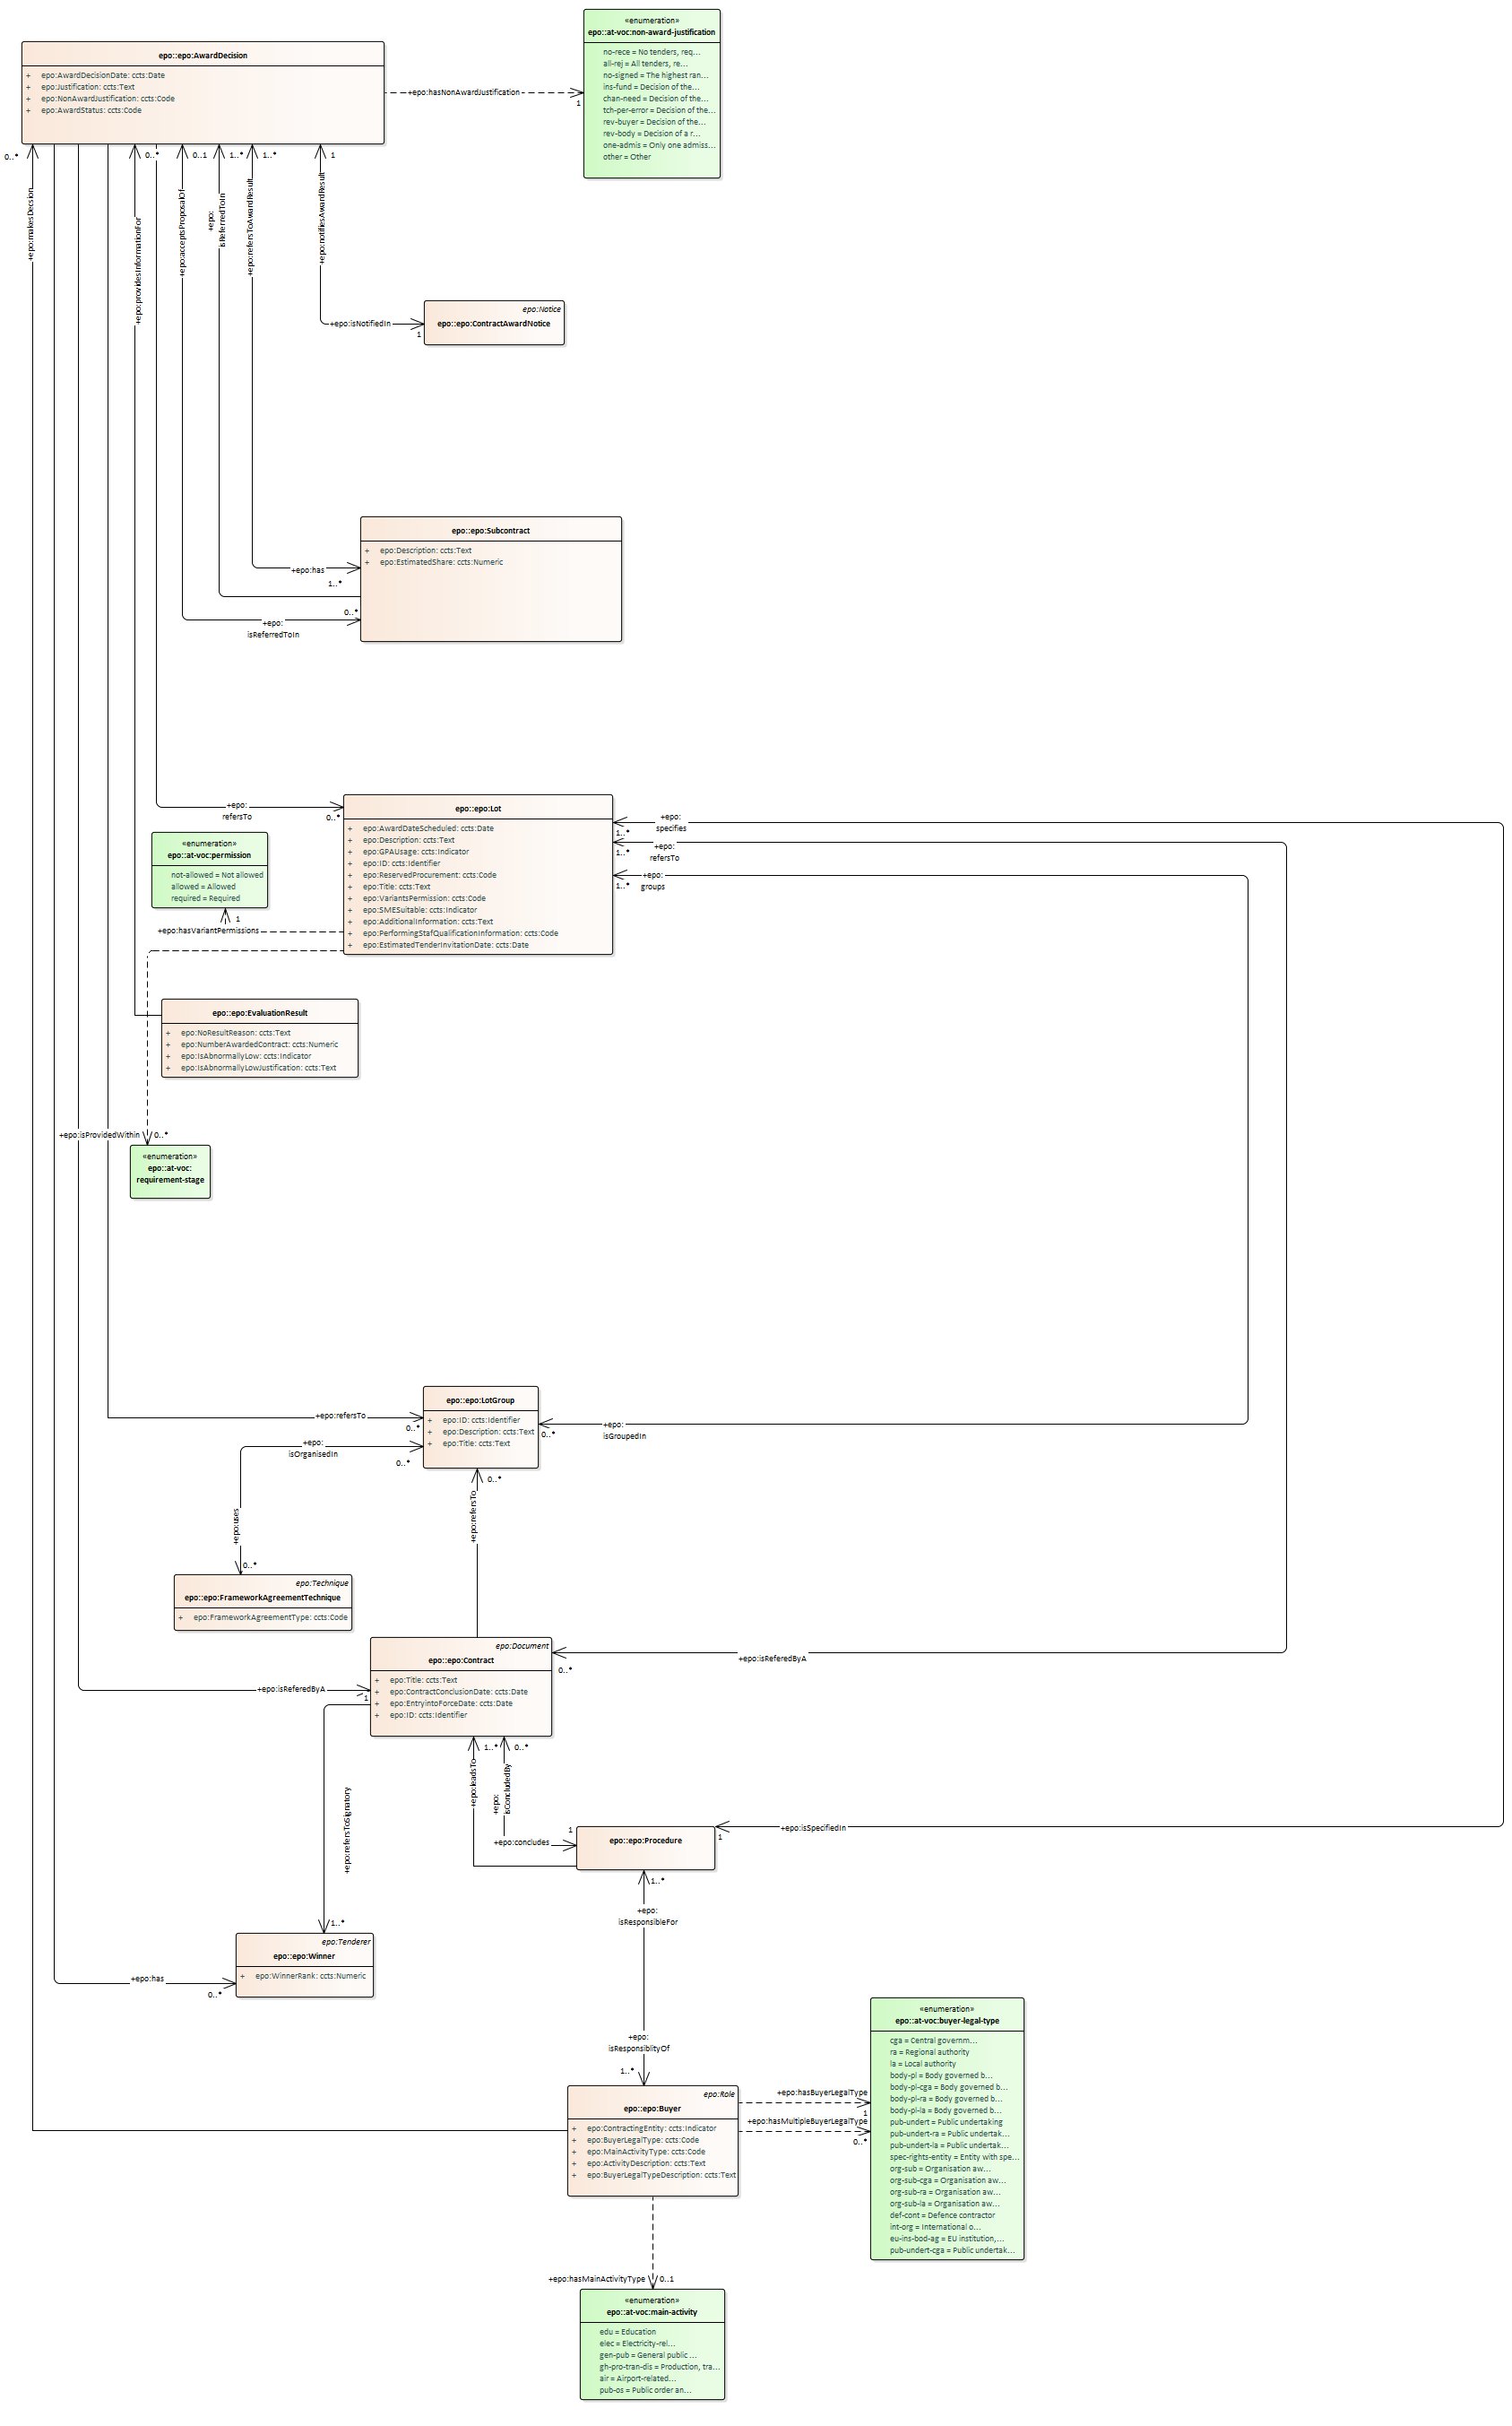 «enumeration»
epo::at-voc:non-award-justification
no-rece = No tenders, req...
all-rej = All tenders, re...
no-signed = The highest ran...
ins-fund = Decision of the...
chan-need = Decision of the...
tch-per-error = Decision of the...
rev-buyer = Decision of the...
rev-body = Decision of a r...
one-admis = Only one admiss...
other = Other
epo::epo:AwardDecision
+ epo:AwardDecisionDate: ccts:Date
+ epo:Justification: ccts:Text
+ epo:NonAwardJustification: ccts:Code
+ epo:AwardStatus: ccts:Code
+epo:hasNonAwardJustification
1
0..*
0..*
0..1
1..*
1..*
1
+epo:makesDecsion
+epo:providesInformationFor
+epo:acceptsProposalOf
+epo:
isReferredToIn
+epo:refersToAwardResult
+epo:notifiesAwardResult
epo:Notice
epo::epo:ContractAwardNotice
+epo:isNotifiedIn
1
epo::epo:Subcontract
+ epo:Description: ccts:Text
+ epo:EstimatedShare: ccts:Numeric
+epo:has
1..*
0..*
+epo:
isReferredToIn
+epo:
refersTo
0..*
epo::epo:Lot
+ epo:AwardDateScheduled: ccts:Date
+ epo:Description: ccts:Text
+ epo:GPAUsage: ccts:Indicator
+ epo:ID: ccts:Identifier
+ epo:ReservedProcurement: ccts:Code
+ epo:Title: ccts:Text
+ epo:VariantsPermission: ccts:Code
+ epo:SMESuitable: ccts:Indicator
+ epo:AdditionalInformation: ccts:Text
+ epo:PerformingStafQualificationInformation: ccts:Code
+ epo:EstimatedTenderInvitationDate: ccts:Date
+epo:
specifies
1..*
+epo:
refersTo
1..*
+epo:
groups
1..*
«enumeration»
epo::at-voc:permission
not-allowed = Not allowed
allowed = Allowed
required = Required
1
+epo:hasVariantPermissions
epo::epo:EvaluationResult
+ epo:NoResultReason: ccts:Text
+ epo:NumberAwardedContract: ccts:Numeric
+ epo:IsAbnormallyLow: ccts:Indicator
+ epo:IsAbnormallyLowJustification: ccts:Text
+epo:isProvidedWithin
0..*
«enumeration»
epo::at-voc:
requirement-stage
epo::epo:LotGroup
+ epo:ID: ccts:Identifier
+ epo:Description: ccts:Text
+ epo:Title: ccts:Text
+epo:refersTo
0..*
+epo:
isOrganisedIn
0..*
0..*
+epo:
isGroupedIn
0..*
+epo:refersTo
+epo:uses
0..*
epo:Technique
epo::epo:FrameworkAgreementTechnique
+ epo:FrameworkAgreementType: ccts:Code
epo:Document
epo::epo:Contract
+ epo:Title: ccts:Text
+ epo:ContractConclusionDate: ccts:Date
+ epo:EntryintoForceDate: ccts:Date
+ epo:ID: ccts:Identifier
0..*
+epo:isReferedByA
+epo:isReferedByA
1
1..*
0..*
+epo:leadsTo
+epo:
isConcludedBy
+epo:refersToSignatory
1
+epo:concludes
epo::epo:Procedure
1
+epo:isSpecifiedIn
1..*
+epo:
isResponsibleFor
1..*
epo:Tenderer
epo::epo:Winner
+ epo:WinnerRank: ccts:Numeric
+epo:has
0..*
+epo:
isResponsiblityOf
1..*
epo:Role
epo::epo:Buyer
+ epo:ContractingEntity: ccts:Indicator
+ epo:BuyerLegalType: ccts:Code
+ epo:MainActivityType: ccts:Code
+ epo:ActivityDescription: ccts:Text
+ epo:BuyerLegalTypeDescription: ccts:Text
+epo:hasBuyerLegalType
1
+epo:hasMultipleBuyerLegalType
0..*
«enumeration»
epo::at-voc:buyer-legal-type
cga = Central governm...
ra = Regional authority
la = Local authority
body-pl = Body governed b...
body-pl-cga = Body governed b...
body-pl-ra = Body governed b...
body-pl-la = Body governed b...
pub-undert = Public undertaking
pub-undert-ra = Public undertak...
pub-undert-la = Public undertak...
spec-rights-entity = Entity with spe...
org-sub = Organisation aw...
org-sub-cga = Organisation aw...
org-sub-ra = Organisation aw...
org-sub-la = Organisation aw...
def-cont = Defence contractor
int-org = International o...
eu-ins-bod-ag = EU institution,...
pub-undert-cga = Public undertak...
+epo:hasMainActivityType
0..1
«enumeration»
epo::at-voc:main-activity
edu = Education
elec = Electricity-rel...
gen-pub = General public ...
gh-pro-tran-dis = Production, tra...
air = Airport-related...
pub-os = Public order an...